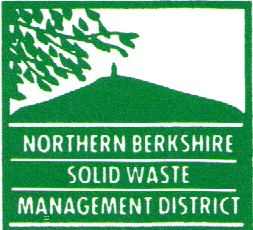 NORTHERN BERKSHIRE
SOLID WASTE
MANAGEMENT DISTRICT